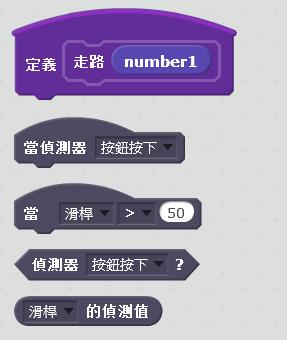 定義 走路 number1
當偵測器 按鈕按下
當 滑桿 > 50
偵測器 按鈕按下 ?
滑桿 的偵測值